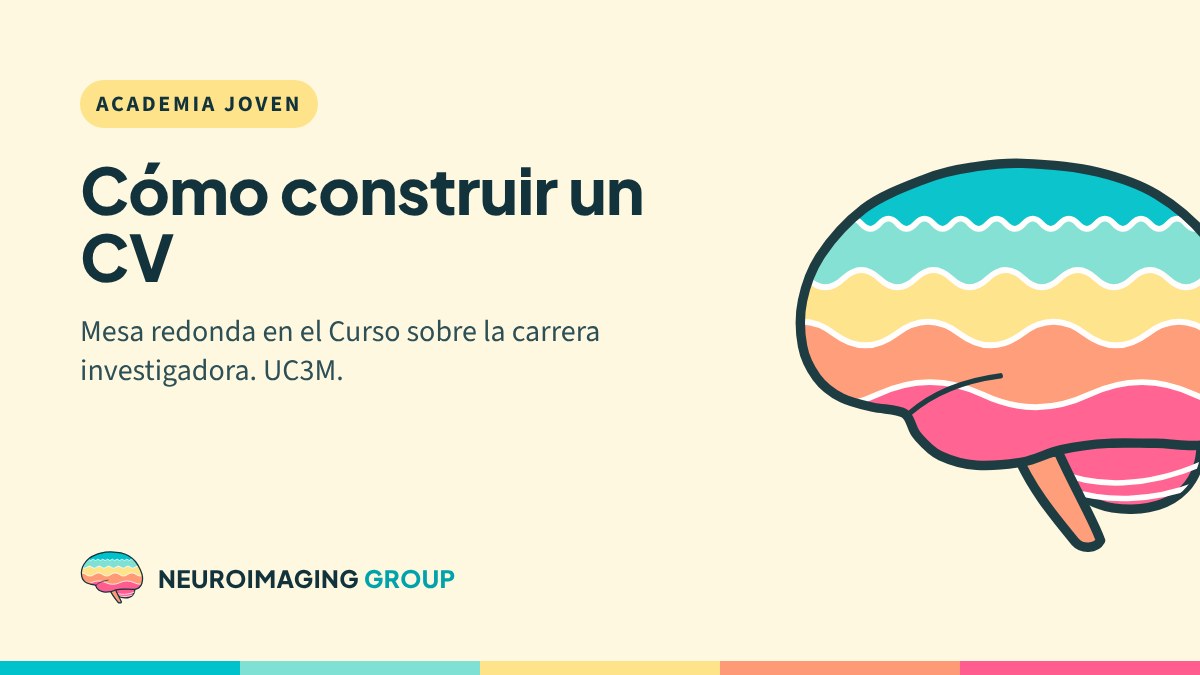 ACADEMIA JOVEN
Cómo construir un
CV
Mesa redonda en el Curso sobre la carrera
investigadora. UC3M.
NEUROIMAGING GROUP